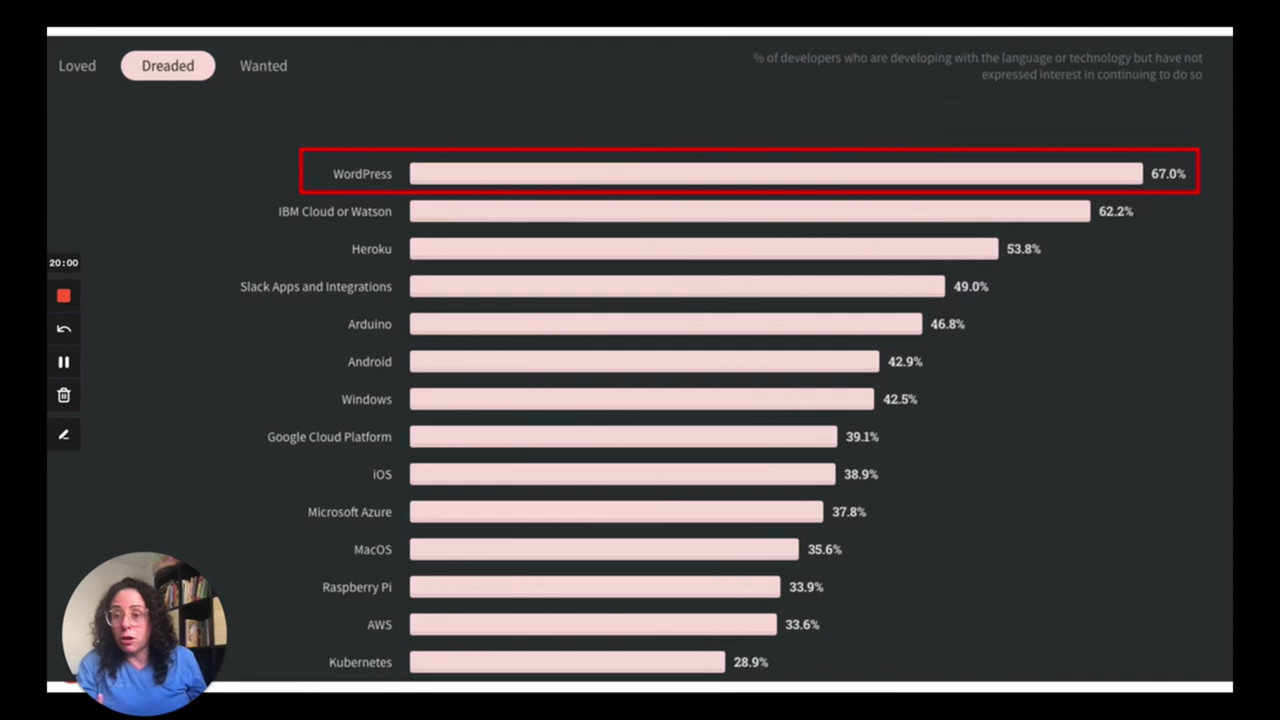 Loved
Dreaded
Wanted
% of developers who are developing with the language or technology but have not
expressed interest in continuing to do so
WordPress 67.0%
IBM Cloud or Watson 62.2%
Heroku 53.8%
20:00
Slack Apps and Integrations 49.0%
Arduino 46.8%
Android 42.9%
Windows 42.5%
Google Cloud Platform 39.1%
iOS 38.9%
Microsoft Azure 37.8%
MacOS 35.6%
Raspberry Pi 33.9%
AWS 33.6%
Kubernetes 28.9%